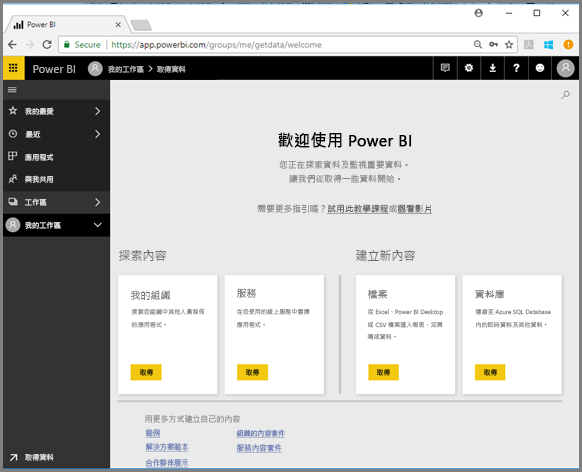 Power BI
Secure https://app.powerbi.com/groups/me/getdata/welcome
Power BI 我的工作區 > 取得資料
我的最愛
最近
應用程式
與我共用
工作區
我的工作區
歡迎使用 Power BI
您正在探索資料及監視重要資料。
讓我們從取得一些資料開始。
需要更多指引嗎？試用此教學課程或觀看影片
探索內容
我的組織
探索您組織中其他人員發佈
的應用程式。
取得
服務
從您使用的線上服務中選擇
應用程式。
取得
建立新內容
檔案
從 Excel、Power BI Desktop
或 CSV 檔案匯入報表、活頁
簿或資料。
取得
資料庫
連線至 Azure SQL Database
內的即時資料及其他資料。
取得
用更多方式建立自己的內容
範例
解決方案範本
合作夥伴展示
組織的內容套件
服務內容套件
取得資料